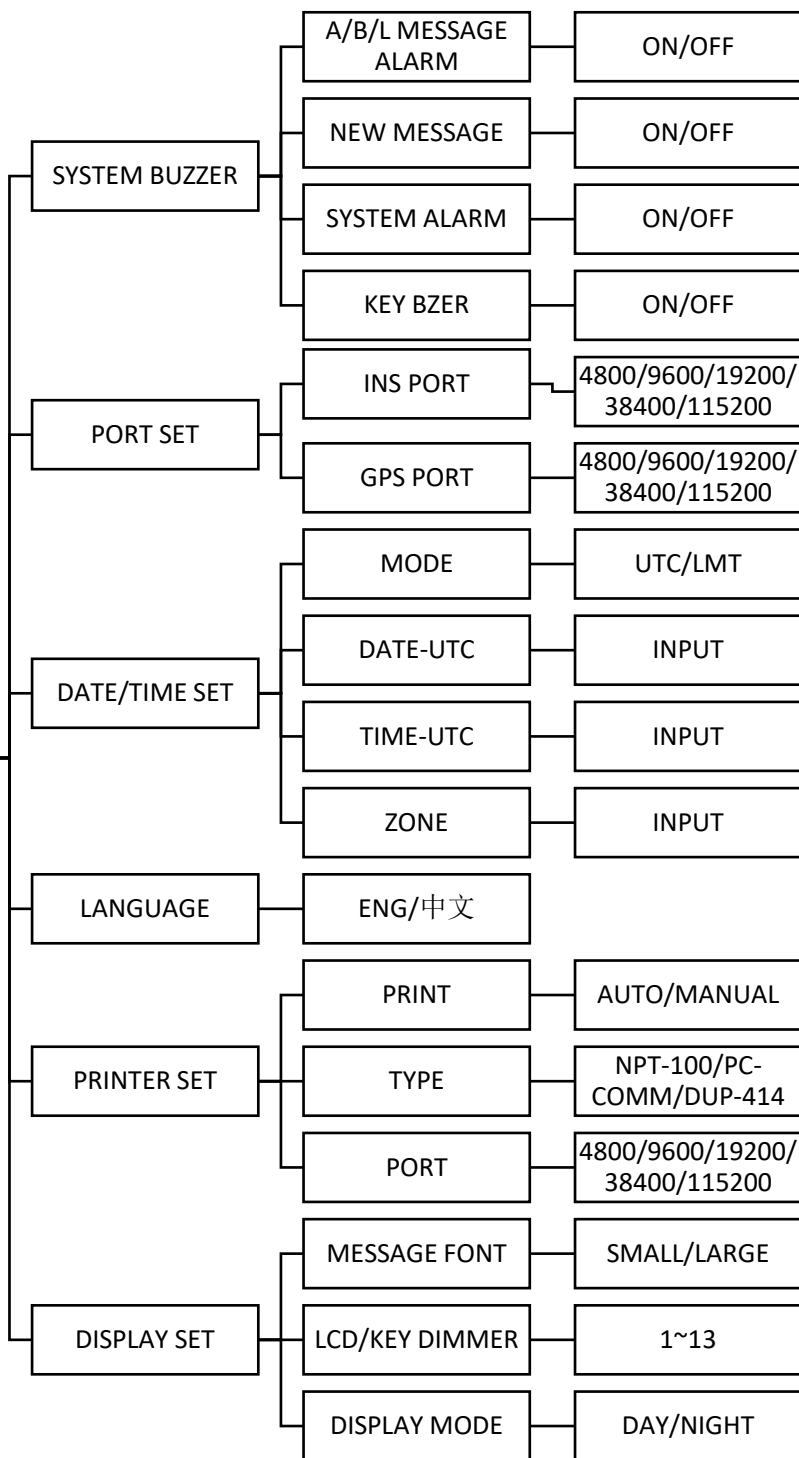 A/B/L MESSAGE
ALARM
ON/OFF
NEW MESSAGE
ON/OFF
SYSTEM BUZZER
SYSTEM ALARM
ON/OFF
KEY BZER
ON/OFF
INS PORT
4800/9600/19200/
38400/115200
PORT SET
GPS PORT
4800/9600/19200/
38400/115200
MODE
UTC/LMT
DATE-UTC
INPUT
DATE/TIME SET
TIME-UTC
INPUT
ZONE
INPUT
LANGUAGE
ENG/中文
PRINT
AUTO/MANUAL
PRINTER SET
TYPE
NPT-100/PC-
COMM/DUP-414
PORT
4800/9600/19200/
38400/115200
MESSAGE FONT
SMALL/LARGE
DISPLAY SET
LCD/KEY DIMMER
1~13
DISPLAY MODE
DAY/NIGHT